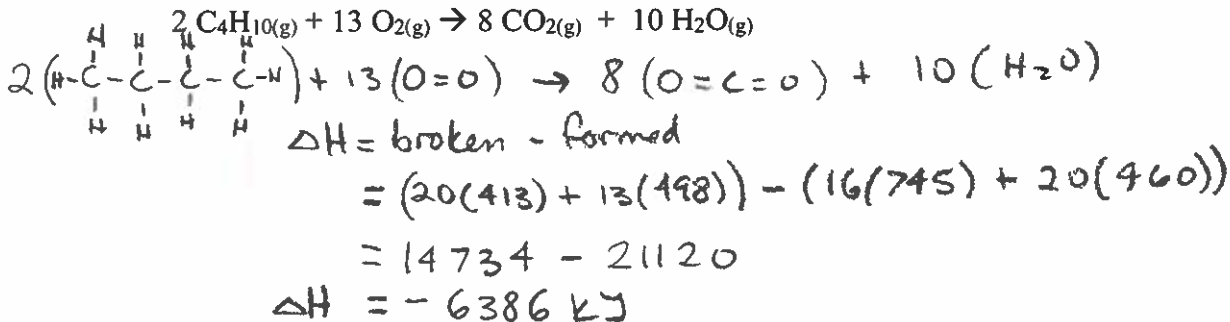 2 C4H10(g) + 13 O2(g) → 8 CO2(g) + 10 H2O(g)
H H H H
2 (H-C-C-C-C-H) + 13 (O=O) → 8 (O=C=O) + 10 (H2O)
H H H H
ΔH = broken - formed
= (20(413) + 13(498)) - (16(745) + 20(460))
= 14734 - 21120
ΔH = - 6386 kJ